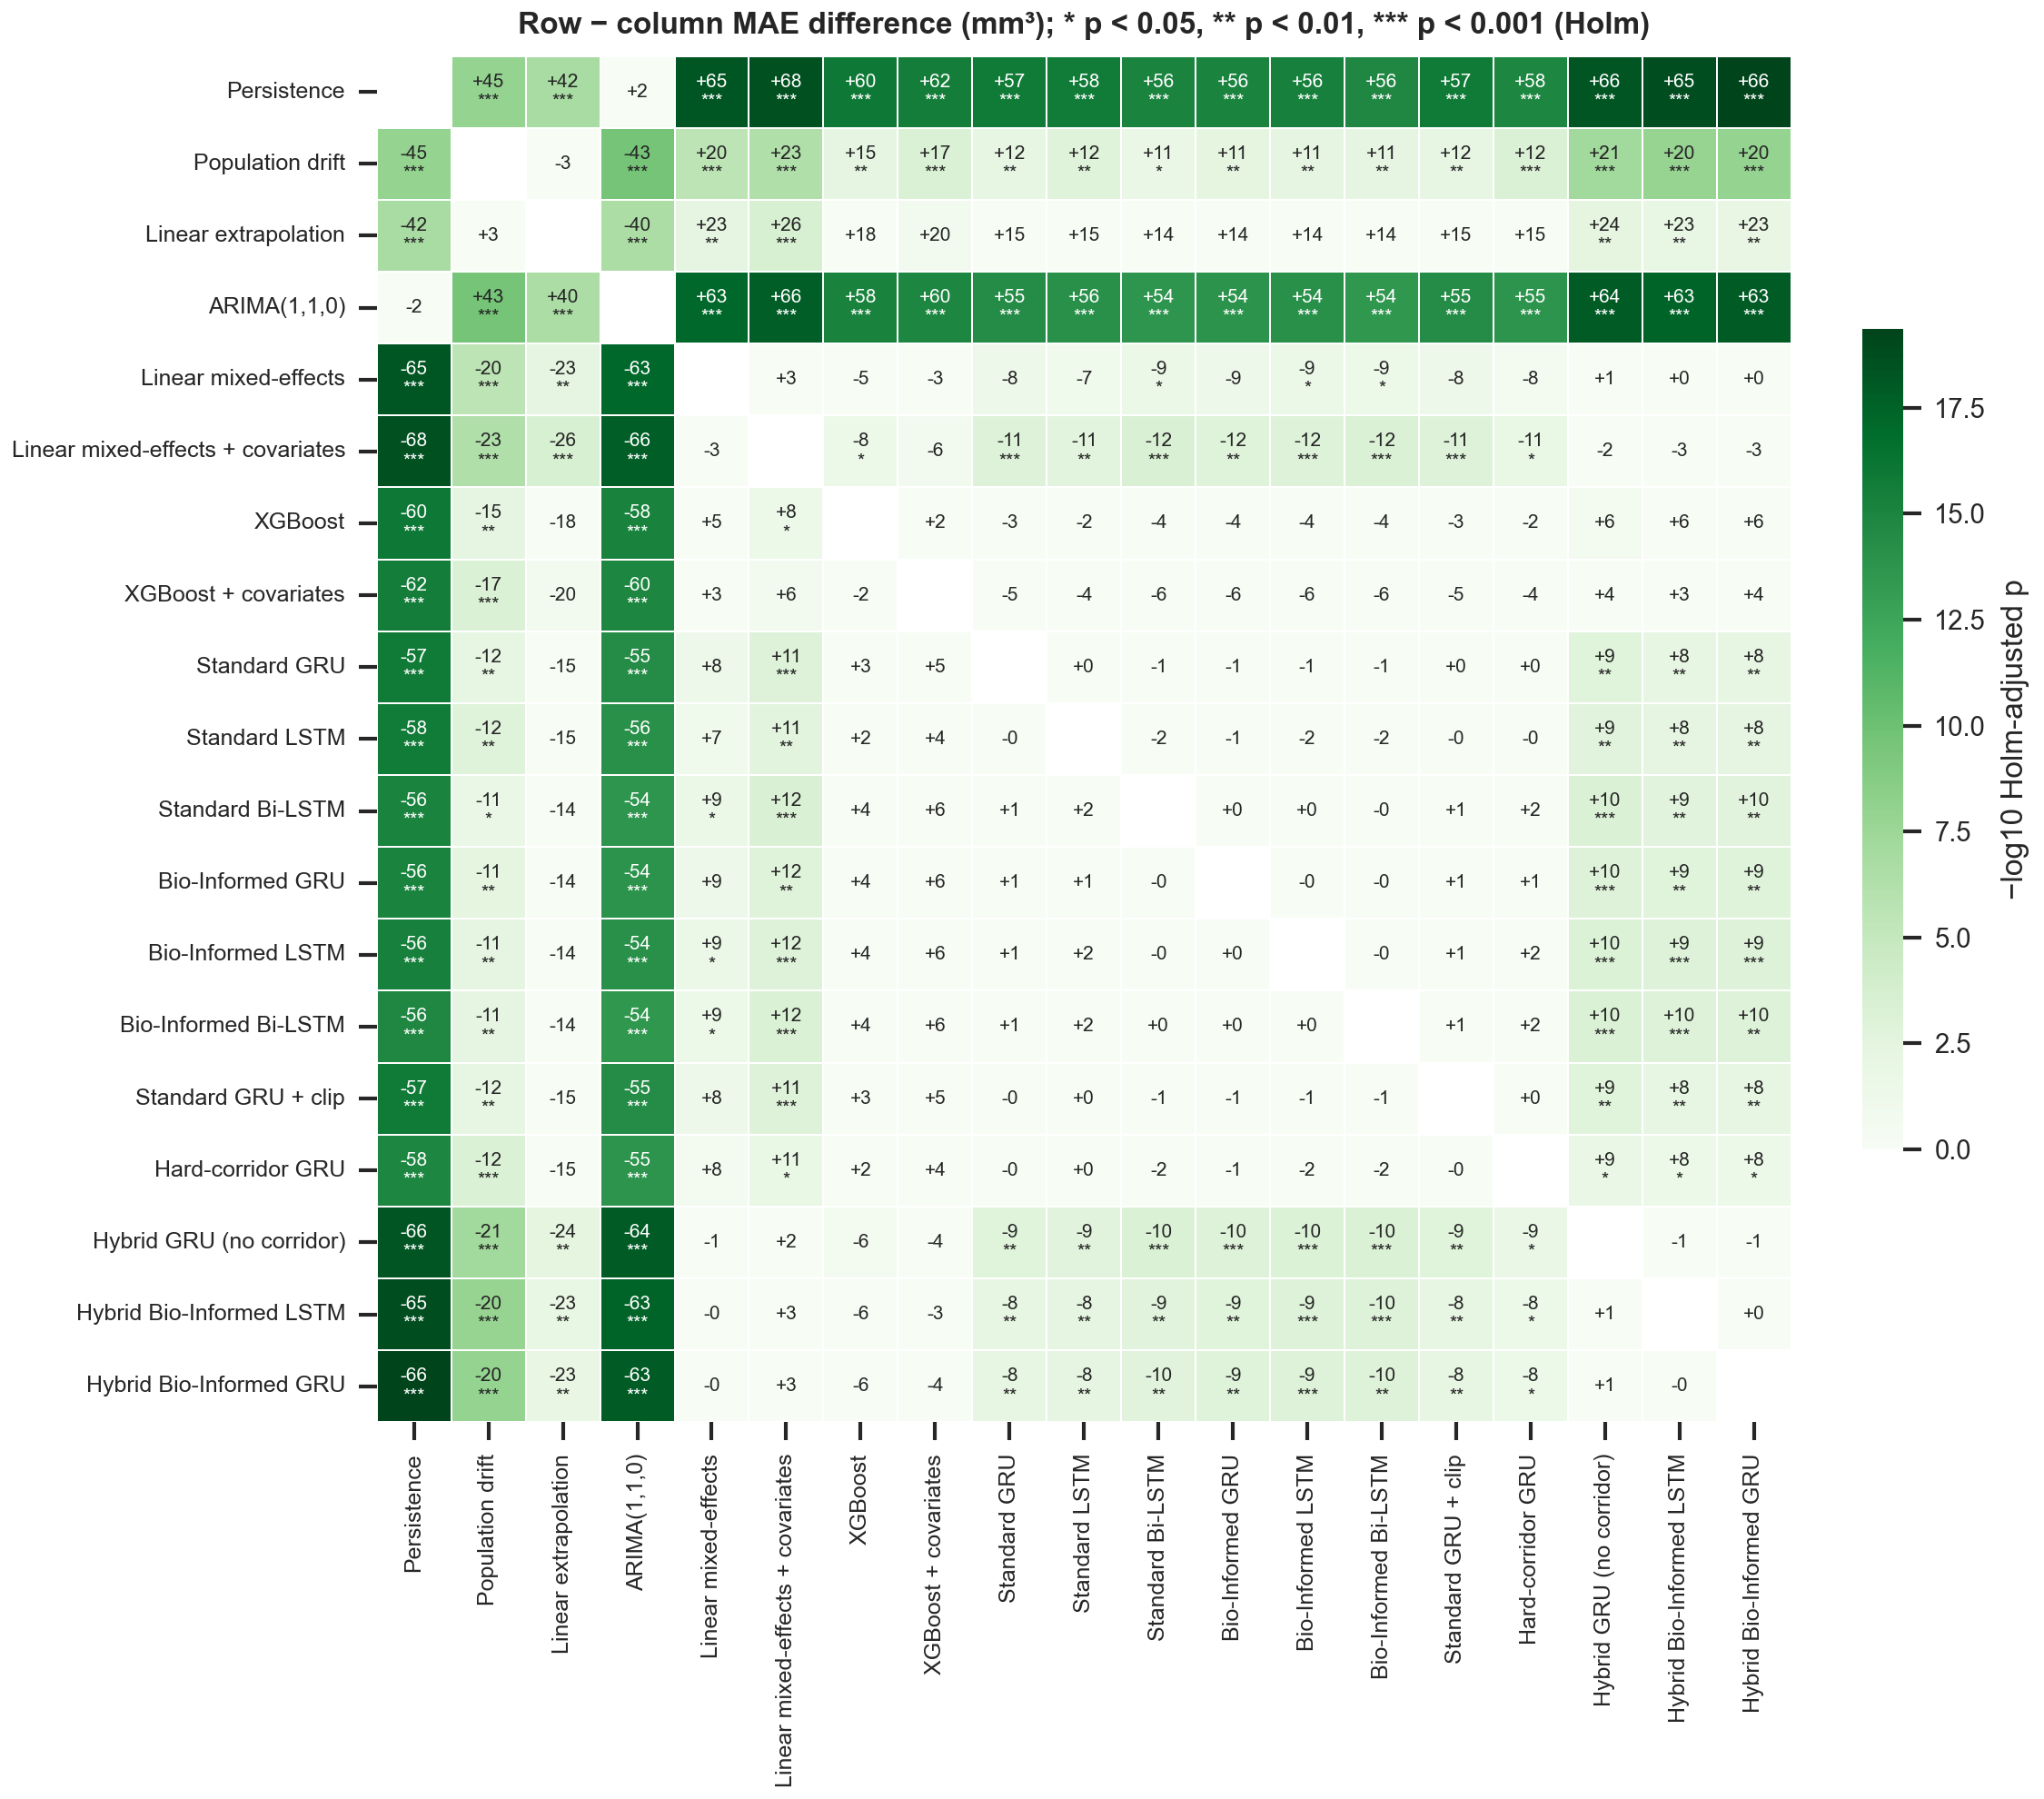 Row − column MAE difference (mm³); * p < 0.05, ** p < 0.01, *** p < 0.001 (Holm)
Persistence +45 *** +42 *** +2 +65 *** +68 *** +60 *** +62 *** +57 *** +58 *** +56 *** +56 *** +56 *** +56 *** +57 *** +58 *** +66 *** +65 *** +66 ***
Population drift -45 *** -3 -43 *** +20 *** +23 *** +15 ** +17 *** +12 ** +12 ** +11 * +11 ** +11 ** +11 ** +12 ** +12 *** +21 *** +20 *** +20 ***
Linear extrapolation -42 *** +3 -40 *** +23 ** +26 *** +18 +20 +15 +15 +14 +14 +14 +14 +15 +15 +24 ** +23 ** +23 **
ARIMA(1,1,0) -2 +43 *** +40 *** +63 *** +66 *** +58 *** +60 *** +55 *** +56 *** +54 *** +54 *** +54 *** +54 *** +55 *** +55 *** +64 *** +63 *** +63 ***
Linear mixed-effects -65 *** -20 *** -23 ** -63 *** +3 -5 -3 -8 -7 -9 * -9 -9 * -9 * -8 -8 +1 +0 +0
Linear mixed-effects + covariates -68 *** -23 *** -26 *** -66 *** -3 -8 * -6 -11 *** -11 ** -12 *** -12 ** -12 *** -12 *** -11 *** -11 * -2 -3 -3
XGBoost -60 *** -15 ** -18 -58 *** +5 +8 * +2 -3 -2 -4 -4 -4 -4 -3 -2 +6 +6 +6
XGBoost + covariates -62 *** -17 *** -20 -60 *** +3 +6 -2 -5 -4 -6 -6 -6 -6 -5 -4 +4 +3 +4
Standard GRU -57 *** -12 ** -15 -55 *** +8 +11 *** +3 +5 +0 -1 -1 -1 -1 +0 +0 +9 ** +8 ** +8 **
Standard LSTM -58 *** -12 ** -15 -56 *** +7 +11 ** +2 +4 -0 -2 -1 -2 -2 -0 -0 +9 ** +8 ** +8 **
Standard Bi-LSTM -56 *** -11 * -14 -54 *** +9 * +12 *** +4 +6 +1 +2 +0 +0 -0 +1 +2 +10 *** +9 ** +10 **
Bio-Informed GRU -56 *** -11 ** -14 -54 *** +9 +12 ** +4 +6 +1 +1 -0 -0 -0 +1 +1 +10 *** +9 ** +9 **
Bio-Informed LSTM -56 *** -11 ** -14 -54 *** +9 * +12 *** +4 +6 +1 +2 -0 +0 -0 +1 +2 +10 *** +9 *** +9 ***
Bio-Informed Bi-LSTM -56 *** -11 ** -14 -54 *** +9 * +12 *** +4 +6 +1 +2 +0 +0 +0 +1 +2 +10 *** +10 *** +10 **
Standard GRU + clip -57 *** -12 ** -15 -55 *** +8 +11 *** +3 +5 -0 +0 -1 -1 -1 -1 +0 +9 ** +8 ** +8 **
Hard-corridor GRU -58 *** -12 *** -15 -55 *** +8 +11 * +2 +4 -0 +0 -2 -1 -2 -2 -0 +9 * +8 * +8 *
Hybrid GRU (no corridor) -66 *** -21 *** -24 ** -64 *** -1 +2 -6 -4 -9 ** -9 ** -10 *** -10 *** -10 *** -10 *** -9 ** -9 * -1 -1
Hybrid Bio-Informed LSTM -65 *** -20 *** -23 ** -63 *** -0 +3 -6 -3 -8 ** -8 ** -9 ** -9 ** -9 *** -10 *** -8 ** -8 * +1 +0
Hybrid Bio-Informed GRU -66 *** -20 *** -23 ** -63 *** -0 +3 -6 -4 -8 ** -8 ** -10 ** -9 ** -9 *** -10 ** -8 ** -8 * +1 -0
Persistence
Population drift
Linear extrapolation
ARIMA(1,1,0)
Linear mixed-effects
Linear mixed-effects + covariates
XGBoost
XGBoost + covariates
Standard GRU
Standard LSTM
Standard Bi-LSTM
Bio-Informed GRU
Bio-Informed LSTM
Bio-Informed Bi-LSTM
Standard GRU + clip
Hard-corridor GRU
Hybrid GRU (no corridor)
Hybrid Bio-Informed LSTM
Hybrid Bio-Informed GRU
17.5
15.0
12.5
10.0
7.5
5.0
2.5
0.0
−log10 Holm-adjusted p